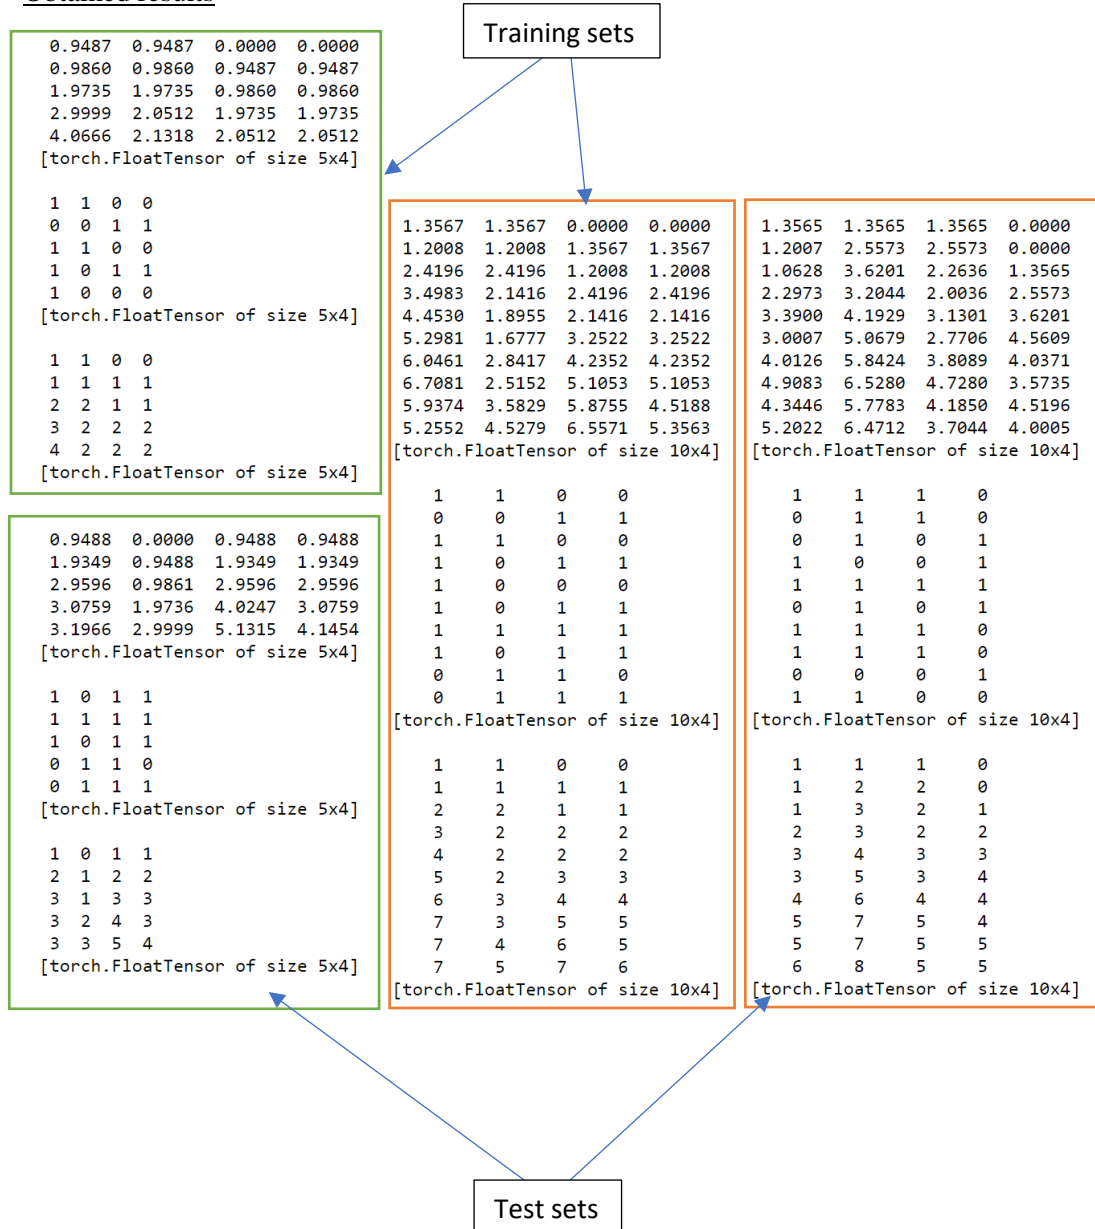 Obtained results
Training sets
0.9487 0.9487 0.0000 0.0000
0.9860 0.9860 0.9487 0.9487
1.9735 1.9735 0.9860 0.9860
2.9999 2.0512 1.9735 1.9735
4.0666 2.1318 2.0512 2.0512
[torch.FloatTensor of size 5x4]
1 1 0 0
0 0 1 1
1 1 0 0
1 0 1 1
1 0 0 0
[torch.FloatTensor of size 5x4]
1 1 0 0
1 1 1 1
2 2 1 1
3 2 2 2
4 2 2 2
[torch.FloatTensor of size 5x4]
0.9488 0.0000 0.9488 0.9488
1.9349 0.9488 1.9349 1.9349
2.9596 0.9861 2.9596 2.9596
3.0759 1.9736 4.0247 3.0759
3.1966 2.9999 5.1315 4.1454
[torch.FloatTensor of size 5x4]
1 0 1 1
1 1 1 1
1 0 1 1
0 1 1 0
0 1 1 1
[torch.FloatTensor of size 5x4]
1 0 1 1
2 1 2 2
3 1 3 3
3 2 4 3
3 3 5 4
[torch.FloatTensor of size 5x4]
1.3567 1.3567 0.0000 0.0000
1.2008 1.2008 1.3567 1.3567
2.4196 2.4196 1.2008 1.2008
3.4983 2.1416 2.4196 2.4196
4.4530 1.8955 2.1416 2.1416
5.2981 1.6777 3.2522 3.2522
6.0461 2.8417 4.2352 4.2352
6.7081 2.5152 5.1053 5.1053
5.9374 3.5829 5.8755 4.5188
5.2552 4.5279 6.5571 5.3563
[torch.FloatTensor of size 10x4]
1 1 0 0
0 0 1 1
1 1 0 0
1 0 1 1
1 0 0 0
1 0 1 1
1 1 1 1
1 0 1 1
0 1 1 0
0 1 1 1
[torch.FloatTensor of size 10x4]
1 1 0 0
1 1 1 1
2 2 1 1
3 2 2 2
4 2 2 2
5 2 3 3
6 3 4 4
7 3 5 5
7 4 6 5
7 5 7 6
[torch.FloatTensor of size 10x4]
1.3565 1.3565 1.3565 0.0000
1.2007 2.5573 2.5573 0.0000
1.0628 3.6201 2.2636 1.3565
2.2973 3.2044 2.0036 2.5573
3.3900 4.1929 3.1301 3.6201
3.0007 5.0679 2.7706 4.5609
4.0126 5.8424 3.8089 4.0371
4.9083 6.5280 4.7280 3.5735
4.3446 5.7783 4.1850 4.5196
5.2022 6.4712 3.7044 4.0005
[torch.FloatTensor of size 10x4]
1 1 1 0
0 1 1 0
0 1 0 1
1 0 0 1
1 1 1 1
0 1 0 1
1 1 1 0
1 1 1 0
0 0 0 1
1 1 0 0
[torch.FloatTensor of size 10x4]
1 1 1 0
1 2 2 0
1 3 2 1
2 3 2 2
3 4 3 3
3 5 3 4
4 6 4 4
5 7 5 4
5 7 5 5
6 8 5 5
[torch.FloatTensor of size 10x4]
Test sets